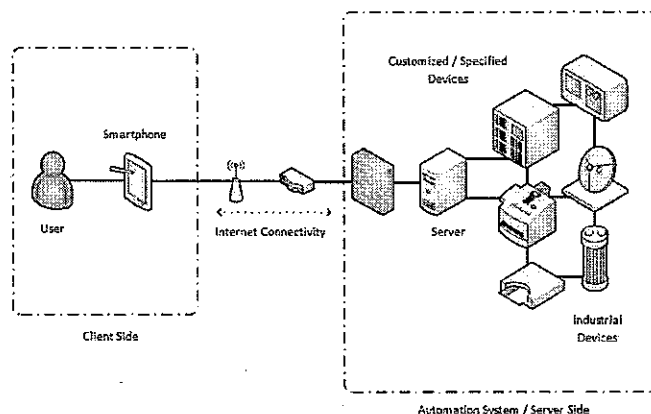 Customized / Specified
Devices
Smartphone
User
Internet Connectivity
Server
Industrial
Devices
Client Side
Automation System / Server Side